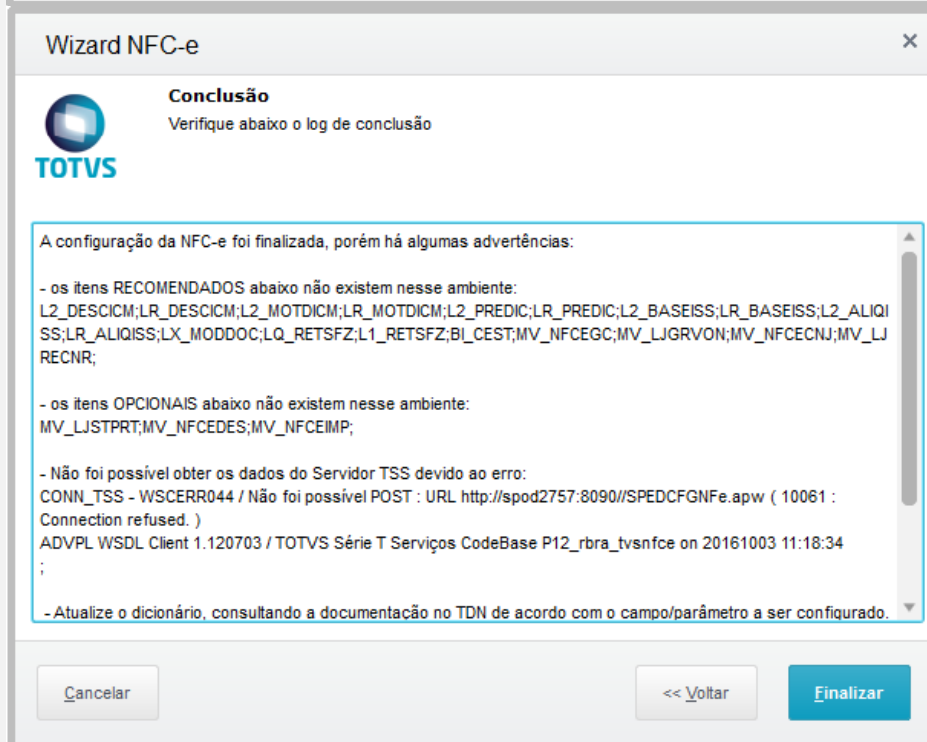 Wizard NFC-e
×
Conclusão
Verifique abaixo o log de conclusão
TOTVS
A configuração da NFC-e foi finalizada, porém há algumas advertências:
- os itens RECOMENDADOS abaixo não existem nesse ambiente:
L2_DESCICM;LR_DESCICM;L2_MOTDICM;LR_MOTDICM;L2_PREDIC;LR_PREDIC;L2_BASEISS;LR_BASEISS;L2_ALIQI
SS;LR_ALIQISS;LX_MODDOC;LQ_RETSFZ;L1_RETSFZ;BI_CEST;MV_NFCEGC;MV_LJGRVON;MV_NFCECNJ;MV_LJ
RECNR;
- os itens OPCIONAIS abaixo não existem nesse ambiente:
MV_LJSTPRT;MV_NFCEDES;MV_NFCEIMP;
- Não foi possível obter os dados do Servidor TSS devido ao erro:
CONN_TSS - WSCERR044 / Não foi possível POST : URL http://spod2757:8090//SPEDCFGNFe.apw ( 10061 :
Connection refused. )
ADVPL WSDL Client 1.120703 / TOTVS Série T Serviços CodeBase P12_rbra_tvsnfce on 20161003 11:18:34
;
- Atualize o dicionário, consultando a documentação no TDN de acordo com o campo/parâmetro a ser configurado.
Cancelar
<< Voltar
Finalizar